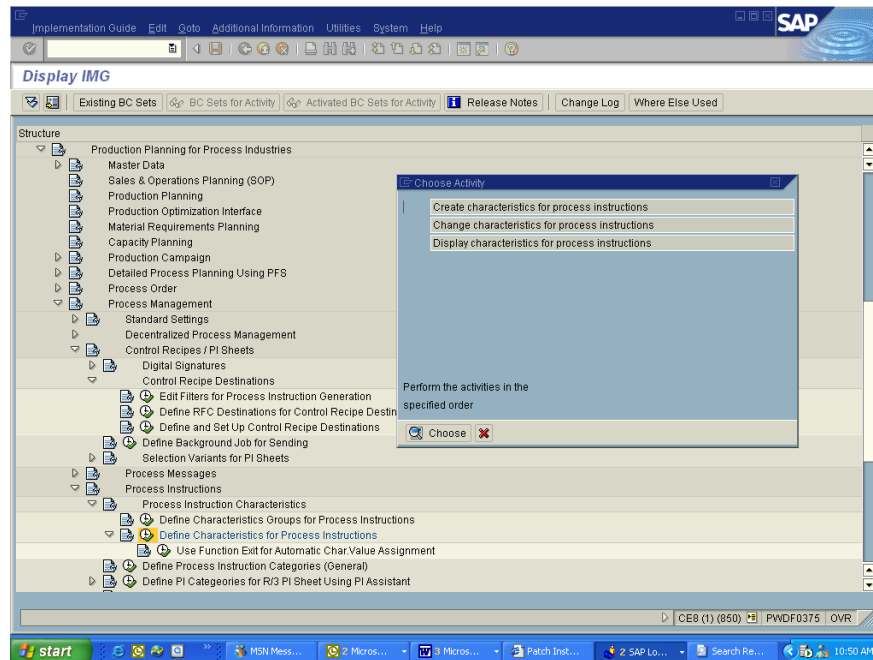 Implementation Guide Edit Goto Additional Information Utilities System Help
SAP
Display IMG
Existing BC Sets BC Sets for Activity Activated BC Sets for Activity Release Notes Change Log Where Else Used
Structure
Production Planning for Process Industries
Master Data
Sales & Operations Planning (SOP)
Production Planning
Production Optimization Interface
Material Requirements Planning
Capacity Planning
Production Campaign
Detailed Process Planning Using PFS
Process Order
Process Management
Standard Settings
Decentralized Process Management
Control Recipes / PI Sheets
Digital Signatures
Control Recipe Destinations
Edit Filters for Process Instruction Generation
Define RFC Destinations for Control Recipe Destin
Define and Set Up Control Recipe Destinations
Define Background Job for Sending
Selection Variants for PI Sheets
Process Messages
Process Instructions
Process Instruction Characteristics
Define Characteristics Groups for Process Instructions
Define Characteristics for Process Instructions
Use Function Exit for Automatic Char.Value Assignment
Define Process Instruction Categories (General)
Define PI Categeories for R/3 PI Sheet Using PI Assistant
Choose Activity
Create characteristics for process instructions
Change characteristics for process instructions
Display characteristics for process instructions
Perform the activities in the
specified order
Choose
CE8 (1) (850) PWDF0375 OVR
start MSN Mess... 2 Micros... 3 Micros... Patch Inst... 2 SAP Lo... Search Re... 10:50 AM